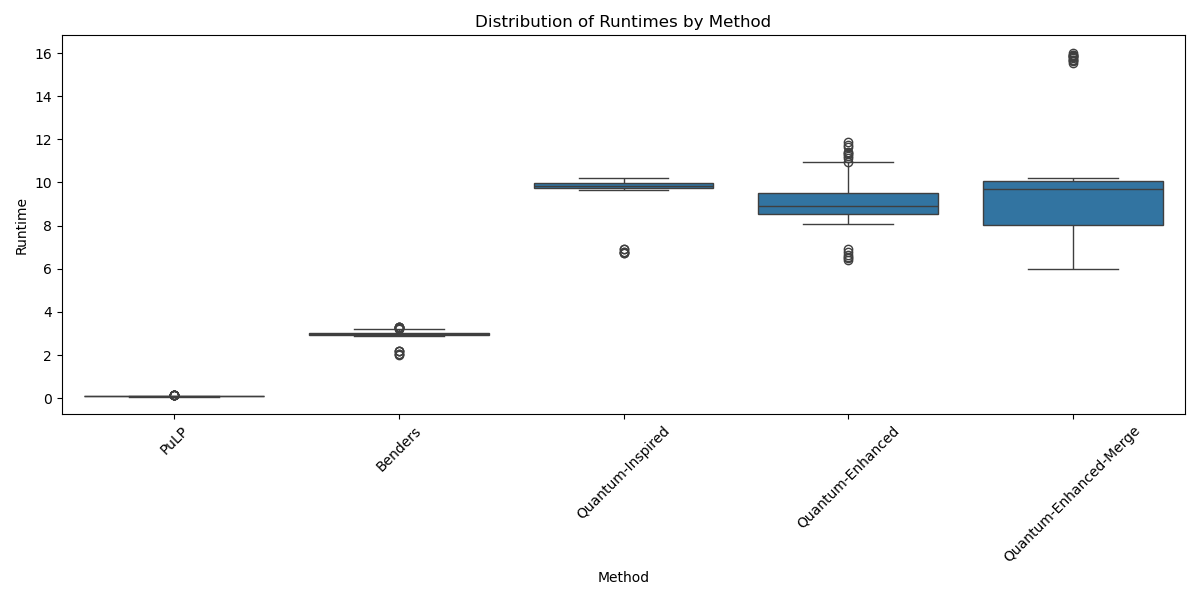 Distribution of Runtimes by Method
Runtime
16
14
12
10
8
6
4
2
0
PuLP
Benders
Quantum-Inspired
Quantum-Enhanced
Quantum-Enhanced-Merge
Method